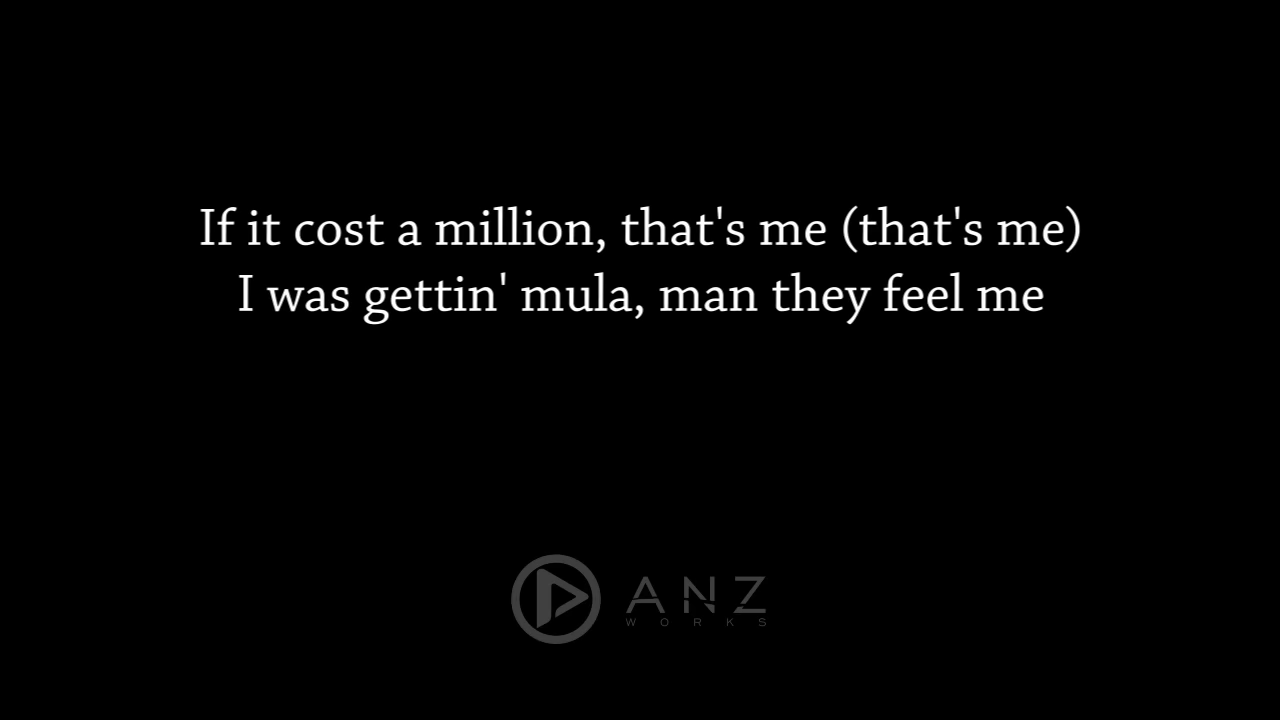 If it cost a million, that's me (that's me)
I was gettin' mula, man they feel me
ANZ
WORKS